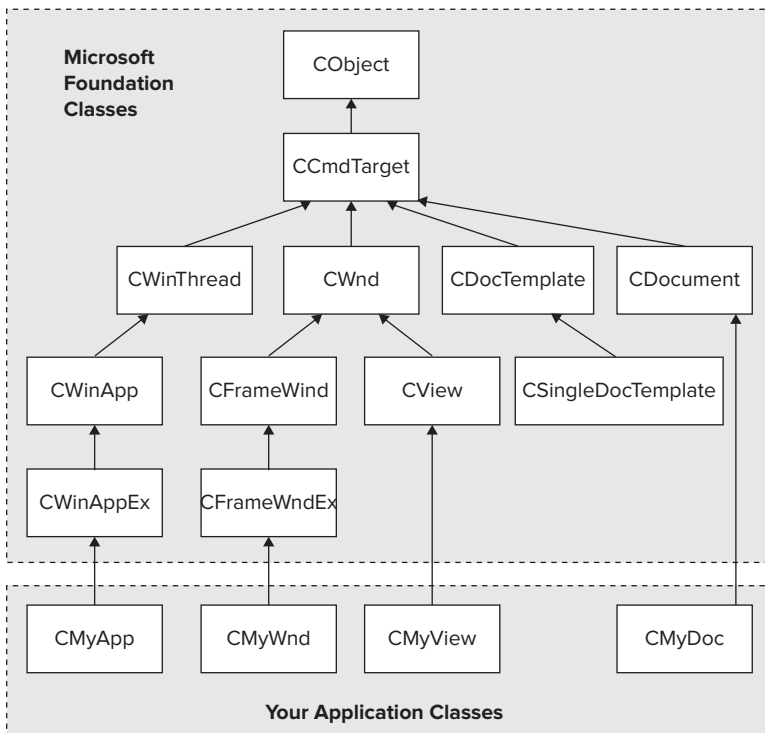 Microsoft
Foundation
Classes
CObject
CCmdTarget
CWinThread
CWnd
CDocTemplate
CDocument
CWinApp
CFrameWind
CView
CSingleDocTemplate
CWinAppEx
CFrameWndEx
CMyApp
CMyWnd
CMyView
CMyDoc
Your Application Classes